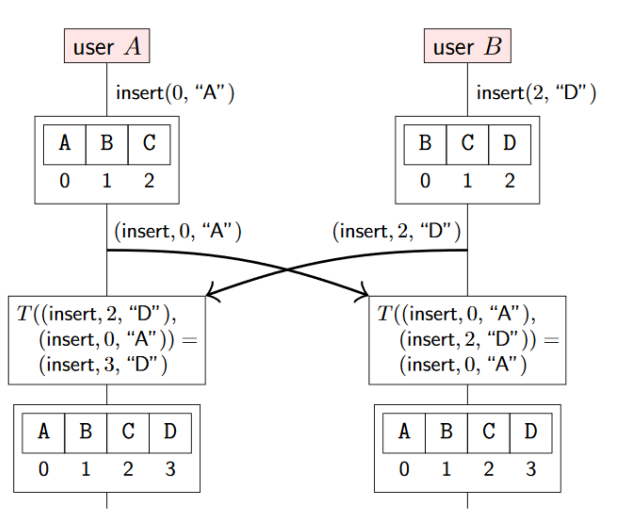 user A
user B
insert(0, “A”)
insert(2, “D”)
A B C
0 1 2
B C D
0 1 2
(insert, 0, “A”)
(insert, 2, “D”)
T((insert, 2, “D”),
(insert, 0, “A”)) =
(insert, 3, “D”)
T((insert, 0, “A”),
(insert, 2, “D”)) =
(insert, 0, “A”)
A B C D
0 1 2 3
A B C D
0 1 2 3